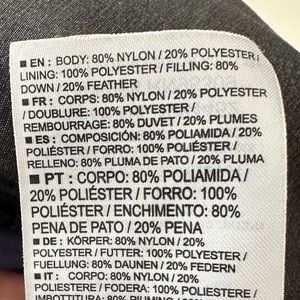 ■ EN : BODY: 80% NYLON / 20% POLYESTER /
LINING: 100% POLYESTER / FILLING: 80%
DOWN / 20% FEATHER
■ FR : CORPS: 80% NYLON / 20% POLYESTER
/ DOUBLURE: 100% POLYESTER /
REMBOURRAGE: 80% DUVET / 20% PLUMES
■ ES : COMPOSICIÓN: 80% POLIAMIDA / 20%
POLIÉSTER / FORRO: 100% POLIÉSTER /
RELLENO: 80% PLUMA DE PATO / 20% PLUMA
■ PT : CORPO: 80% POLIAMIDA /
20% POLIÉSTER / FORRO: 100%
POLIÉSTER / ENCHIMENTO: 80%
PENA DE PATO / 20% PENA
■ DE : KÖRPER: 80% NYLON / 20%
POLYESTER / FUTTER: 100% POLYESTER /
FÜLLUNG: 80% DAUNEN / 20% FEDERN
■ IT : CORPO: 80% NYLON / 20%
POLIESTERE / FODERA: 100% POLIESTERE /
IMBOTTITURA: 80% PIUMINO / 20%